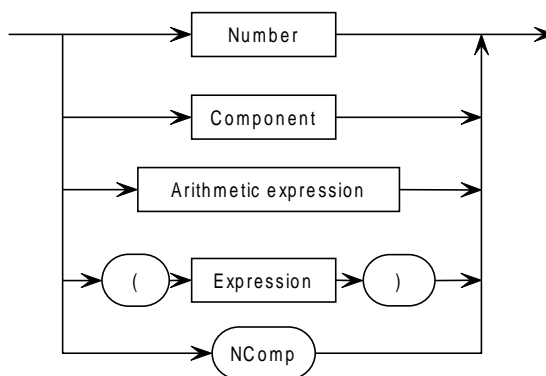 Number
Component
Arithmetic expression
( Expression )
NComp